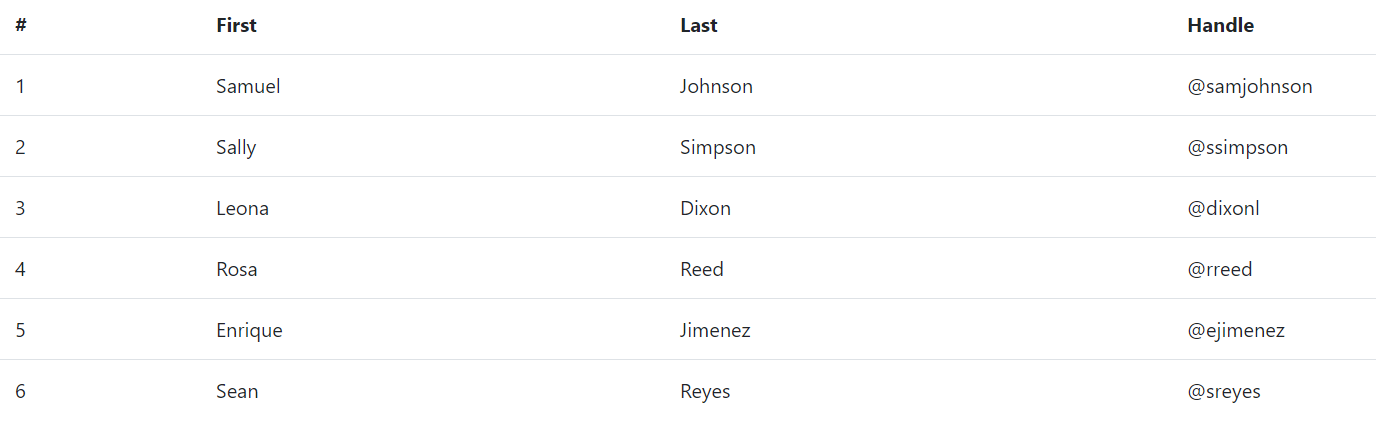 # First Last Handle
1 Samuel Johnson @samjohnson
2 Sally Simpson @ssimpson
3 Leona Dixon @dixonl
4 Rosa Reed @rreed
5 Enrique Jimenez @ejimenez
6 Sean Reyes @sreyes